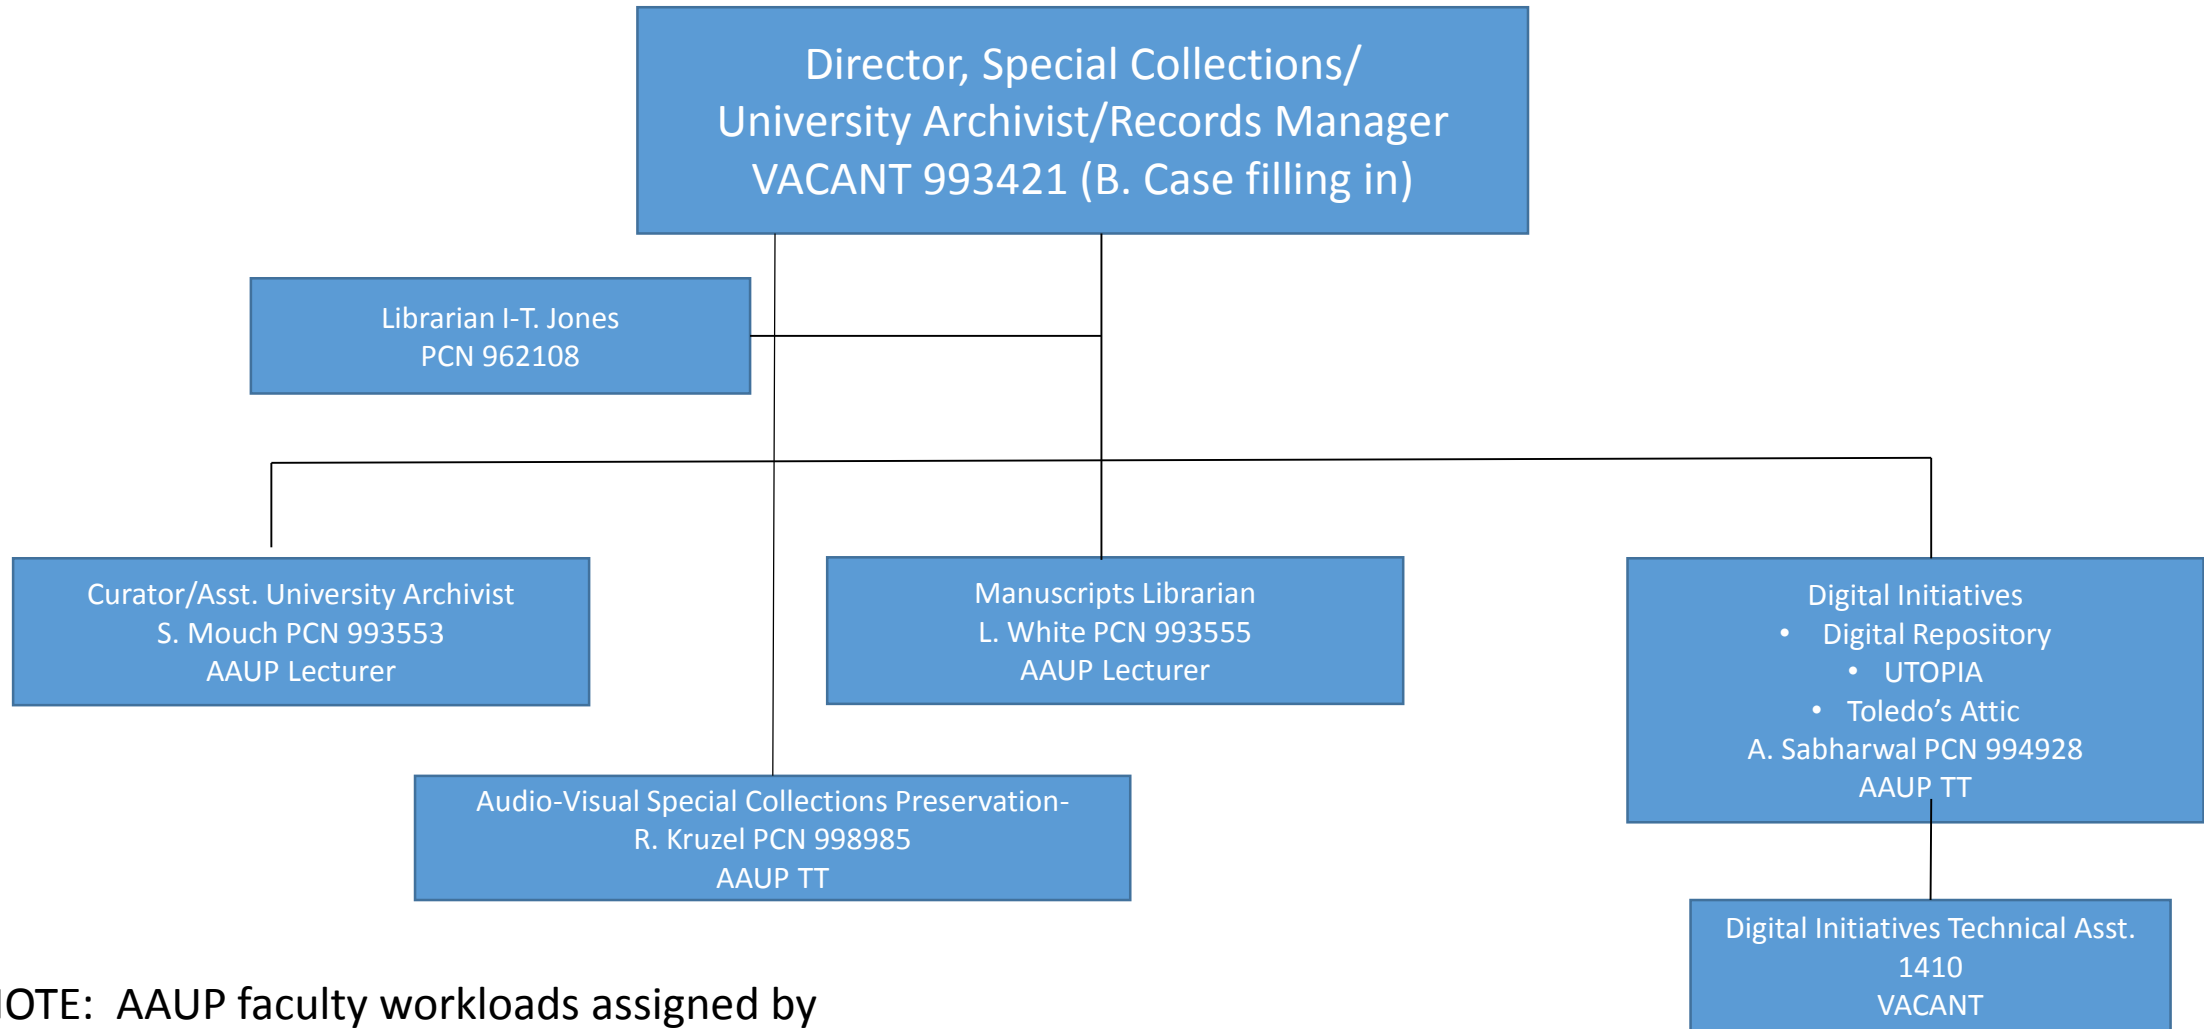 Director, Special Collections/
University Archivist/Records Manager
VACANT 993421 (B. Case filling in)
Librarian I-T. Jones
PCN 962108
Curator/Asst. University Archivist
S. Mouch PCN 993553
AAUP Lecturer
Manuscripts Librarian
L. White PCN 993555
AAUP Lecturer
Digital Initiatives
• Digital Repository
• UTOPIA
• Toledo’s Attic
A. Sabharwal PCN 994928
AAUP TT
Audio-Visual Special Collections Preservation-
R. Kruzel PCN 998985
AAUP TT
Digital Initiatives Technical Asst.
1410
VACANT
OTE: AAUP faculty workloads assigned by